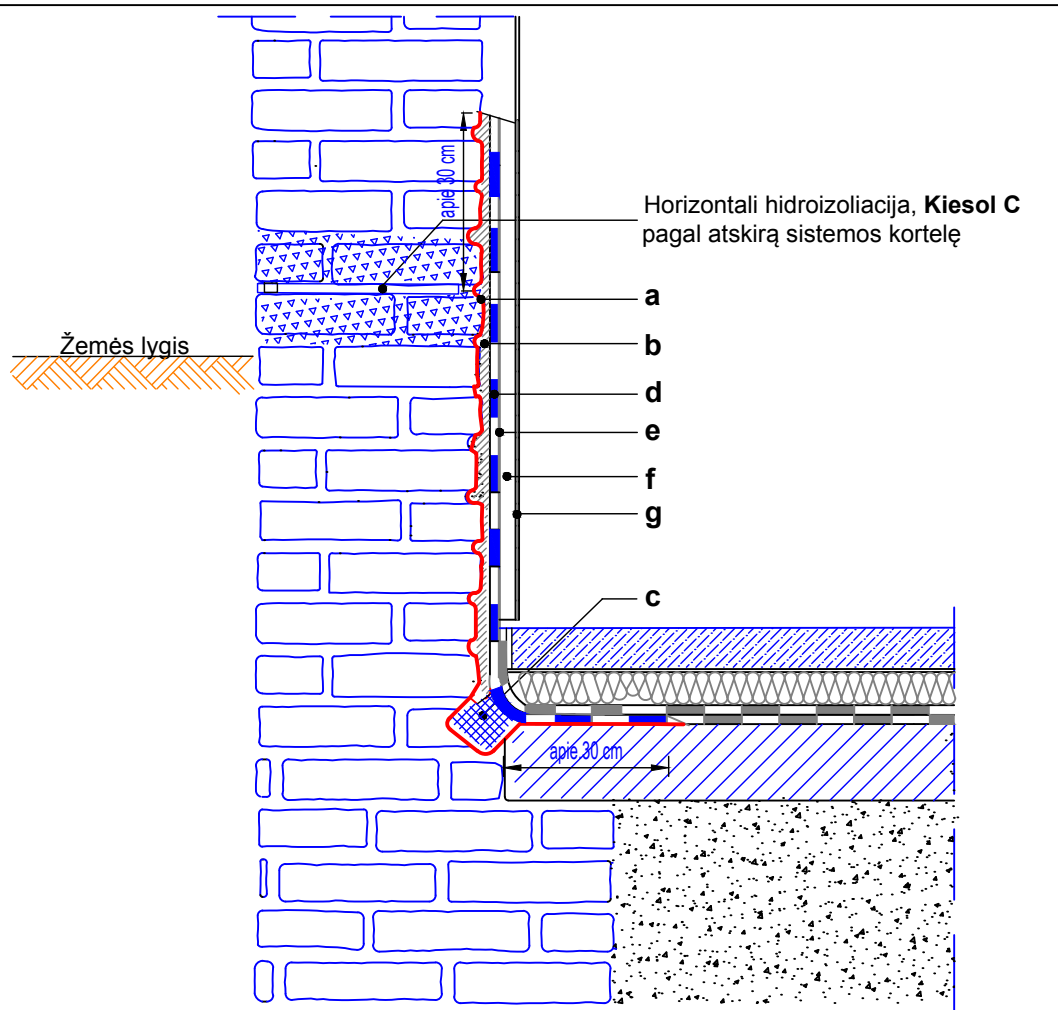 apie 30 cm
Horizontali hidroizoliacija, Kiesol C
pagal atskirą sistemos kortelę
a
b
Žemės lygis
d
e
f
g
c
apie 30 cm